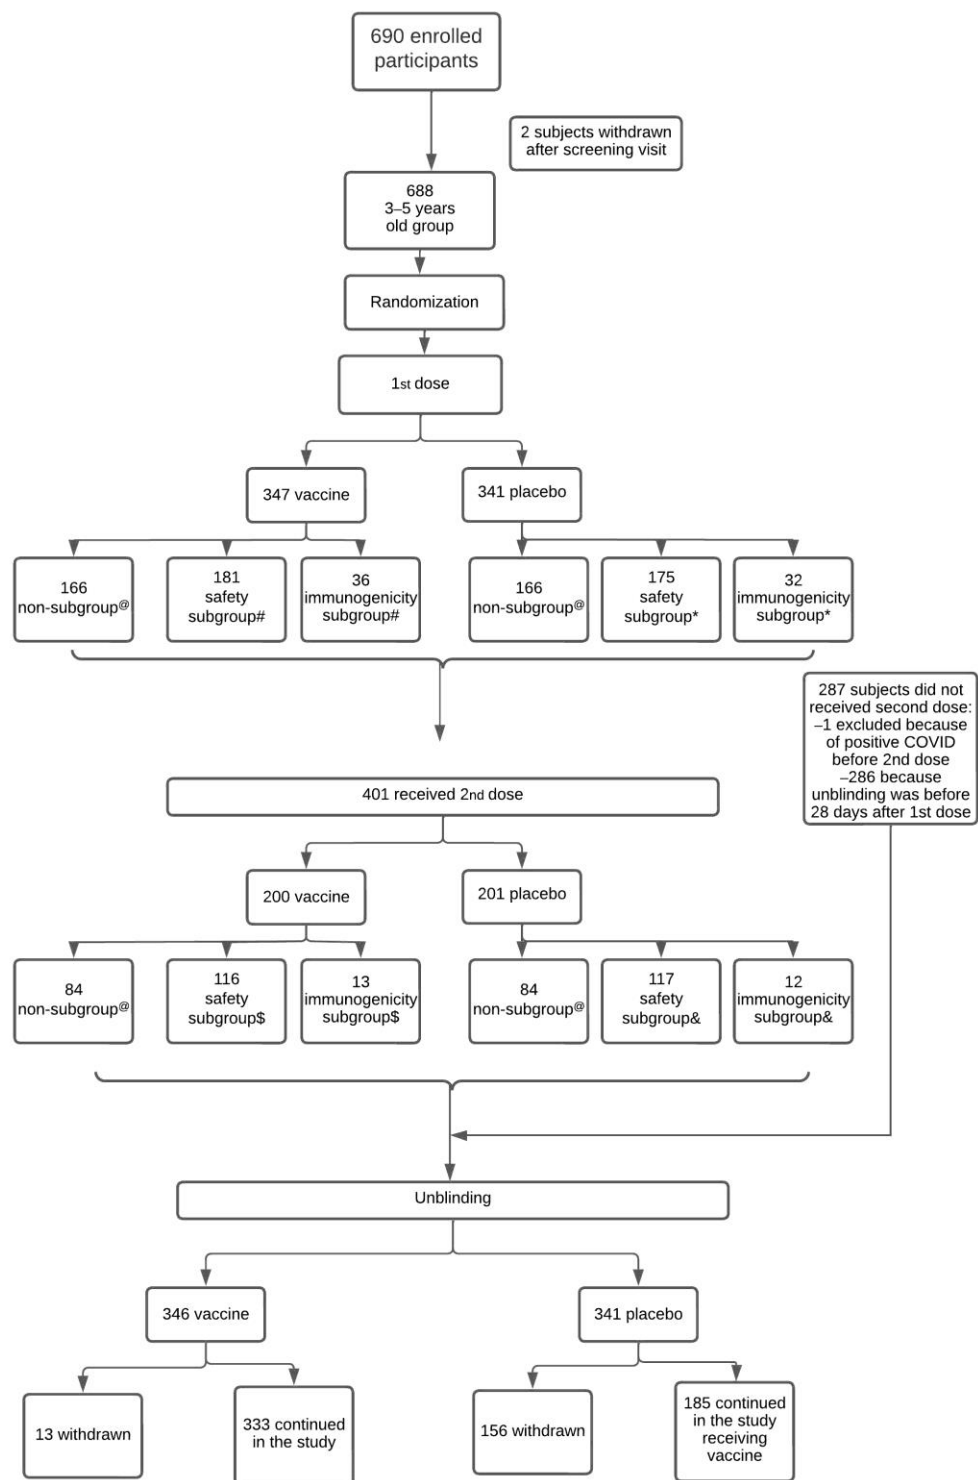 690 enrolled
participants
2 subjects withdrawn
after screening visit
688
3–5 years
old group
Randomization
1st dose
347 vaccine
341 placebo
166
non-subgroup@
181
safety
subgroup#
36
immunogenicity
subgroup#
166
non-subgroup@
175
safety
subgroup*
32
immunogenicity
subgroup*
287 subjects did not
received second dose:
–1 excluded because
of positive COVID
before 2nd dose
–286 because
unblinding was before
28 days after 1st dose
401 received 2nd dose
200 vaccine
201 placebo
84
non-subgroup@
116
safety
subgroup$
13
immunogenicity
subgroup$
84
non-subgroup@
117
safety
subgroup&
12
immunogenicity
subgroup&
Unblinding
346 vaccine
341 placebo
13 withdrawn
333 continued
in the study
156 withdrawn
185 continued
in the study
receiving
vaccine